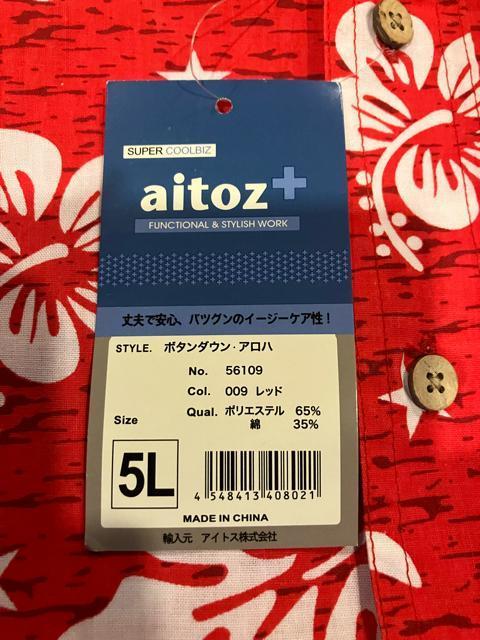 SUPER COOLBIZ
aitoz+
FUNCTIONAL & STYLISH WORK
丈夫で安心、バツグンのイージーケア性！
STYLE. ボタンダウン・アロハ
No. 56109
Col. 009 レッド
Qual. ポリエステル 65%
綿 35%
Size
5L
4 548413 408021
MADE IN CHINA
輸入元 アイトス株式会社